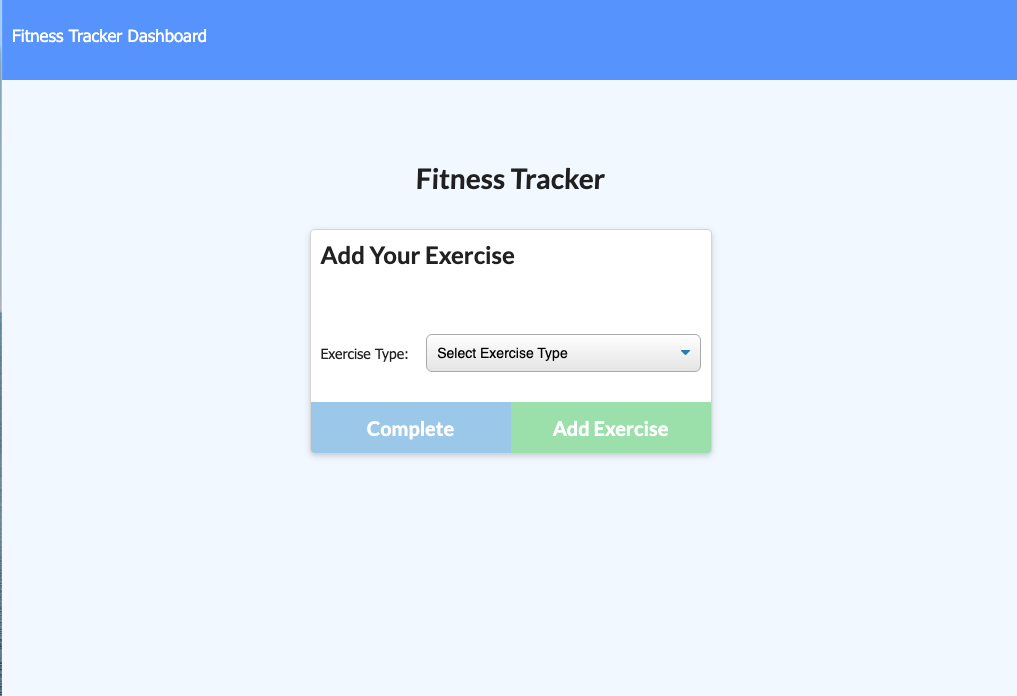 Fitness Tracker Dashboard
Fitness Tracker
Add Your Exercise
Exercise Type: Select Exercise Type
Complete Add Exercise